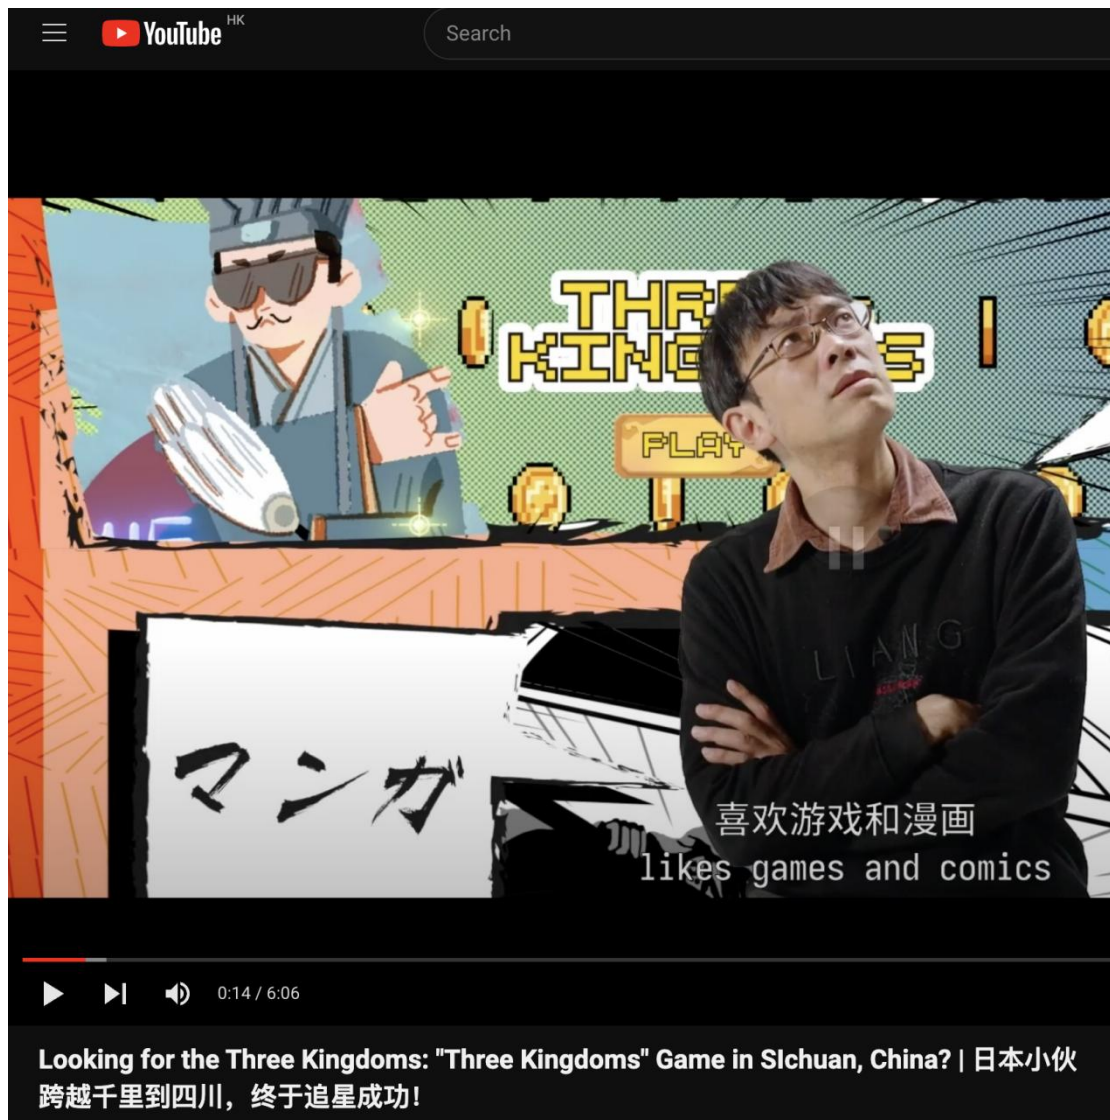 YouTube HK
Search
THREE
KINGDOMS
PLAY
LIANG
マンガ
喜欢游戏和漫画
likes games and comics
0:14 / 6:06
Looking for the Three Kingdoms: "Three Kingdoms" Game in SIchuan, China? | 日本小伙
跨越千里到四川，终于追星成功！